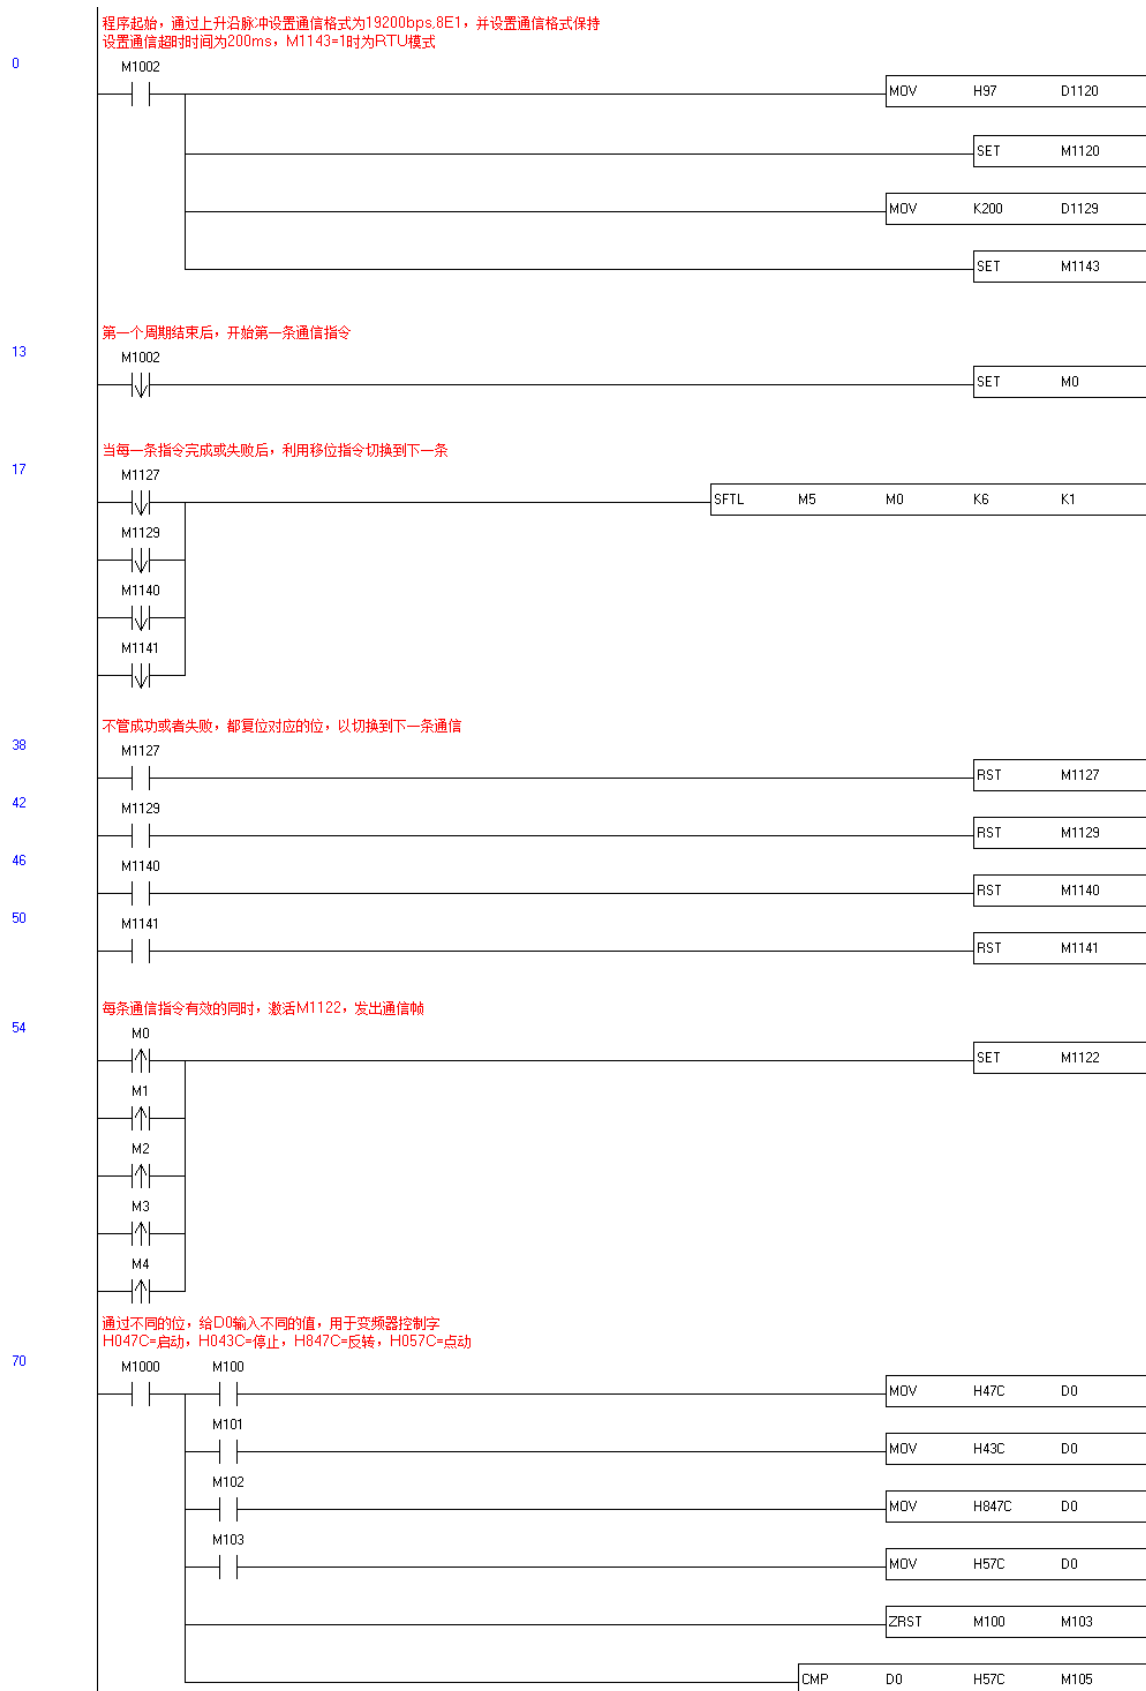 程序起始，通过上升沿脉冲设置通信格式为19200bps,8E1，并设置通信格式保持
设置通信超时时间为200ms，M1143=1时为RTU模式
0
M1002
MOV H97 D1120
SET M1120
MOV K200 D1129
SET M1143
第一个周期结束后，开始第一条通信指令
13
M1002
SET M0
当每一条指令完成或失败后，利用移位指令切换到下一条
17
M1127
SFTL M5 M0 K6 K1
M1129
M1140
M1141
不管成功或者失败，都复位对应的位，以切换到下一条通信
38
M1127
RST M1127
42
M1129
RST M1129
46
M1140
RST M1140
50
M1141
RST M1141
每条通信指令有效的同时，激活M1122，发出通信帧
54
M0
SET M1122
M1
M2
M3
M4
通过不同的位，给D0输入不同的值，用于变频器控制字
H047C=启动，H043C=停止，H847C=反转，H057C=点动
70
M1000 M100
MOV H47C D0
M101
MOV H43C D0
M102
MOV H847C D0
M103
MOV H57C D0
ZRST M100 M103
CMP D0 H57C M105